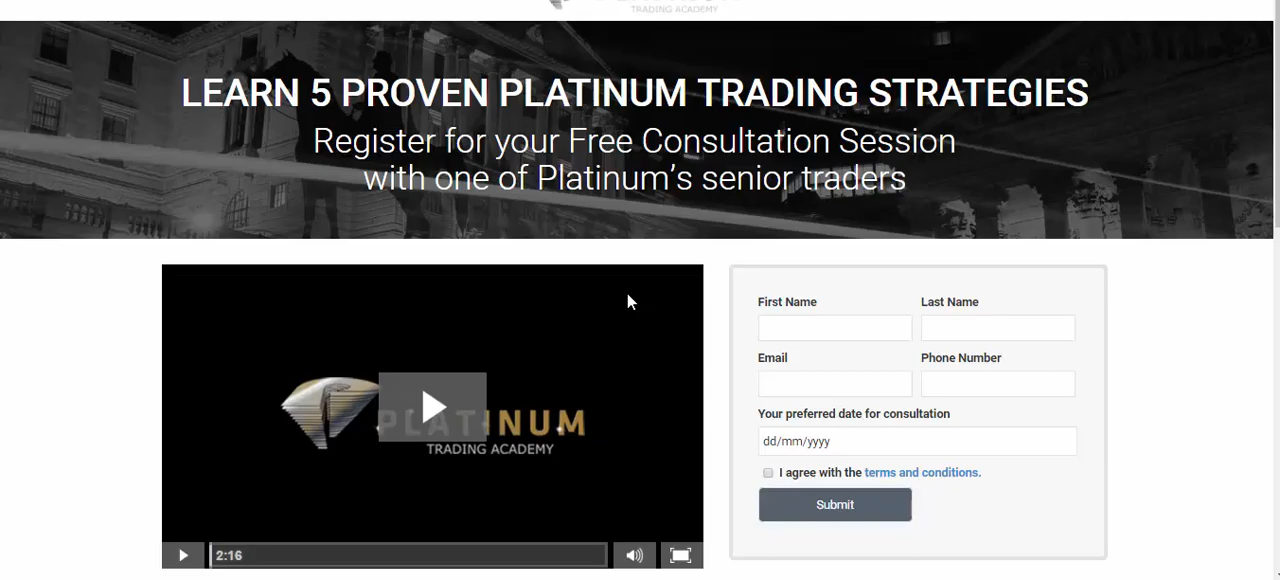 TRADING ACADEMY
LEARN 5 PROVEN PLATINUM TRADING STRATEGIES
Register for your Free Consultation Session
with one of Platinum’s senior traders
PLATINUM
TRADING ACADEMY
2:16
First Name
Last Name
Email
Phone Number
Your preferred date for consultation
dd/mm/yyyy
I agree with the terms and conditions.
Submit